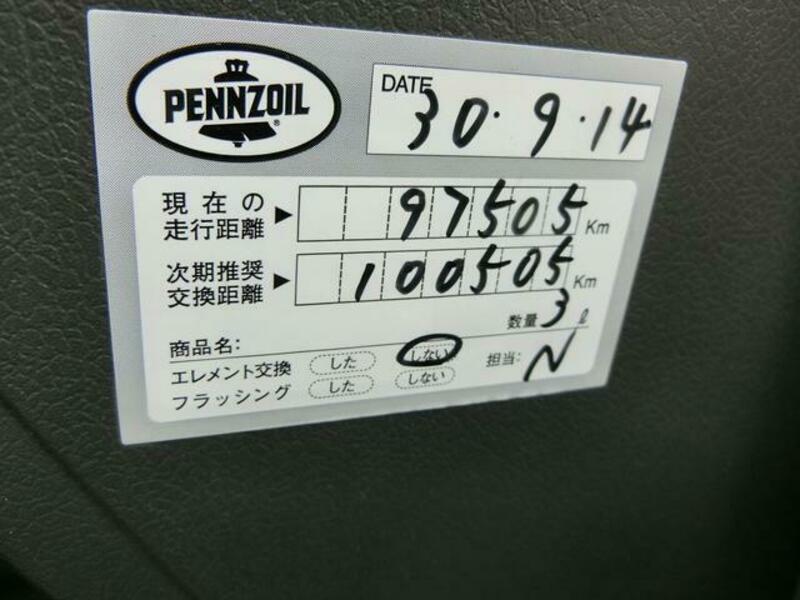 PENNZOIL®
DATE 30.9.14
現在の走行距離 ▶ 97505 Km
次期推奨交換距離 ▶ 100505 Km
数量 3 ℓ
商品名:
エレメント交換 した しない 担当: N
フラッシング した しない